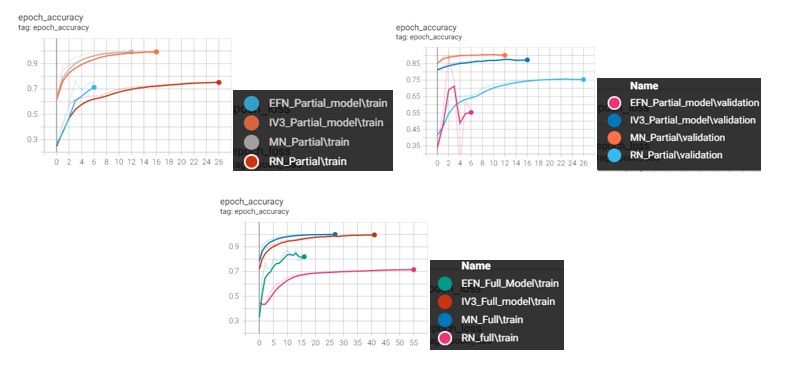 epoch_accuracy
tag: epoch_accuracy
0.9
0.7
0.5
0.3
0 2 4 6 8 10 12 14 16 18 20 22 24 26
EFN_Partial_model\train
IV3_Partial_model\train
MN_Partial\train
RN_Partial\train
epoch_accuracy
tag: epoch_accuracy
0.85
0.75
0.65
0.55
0.45
0.35
0 2 4 6 8 10 12 14 16 18 20 22 24 26
Name
EFN_Partial_model\validation
IV3_Partial_model\validation
MN_Partial\validation
RN_Partial\validation
epoch_accuracy
tag: epoch_accuracy
0.9
0.7
0.5
0.3
0 5 10 15 20 25 30 35 40 45 50 55
Name
EFN_Full_Model\train
IV3_Full_model\train
MN_Full\train
RN_full\train